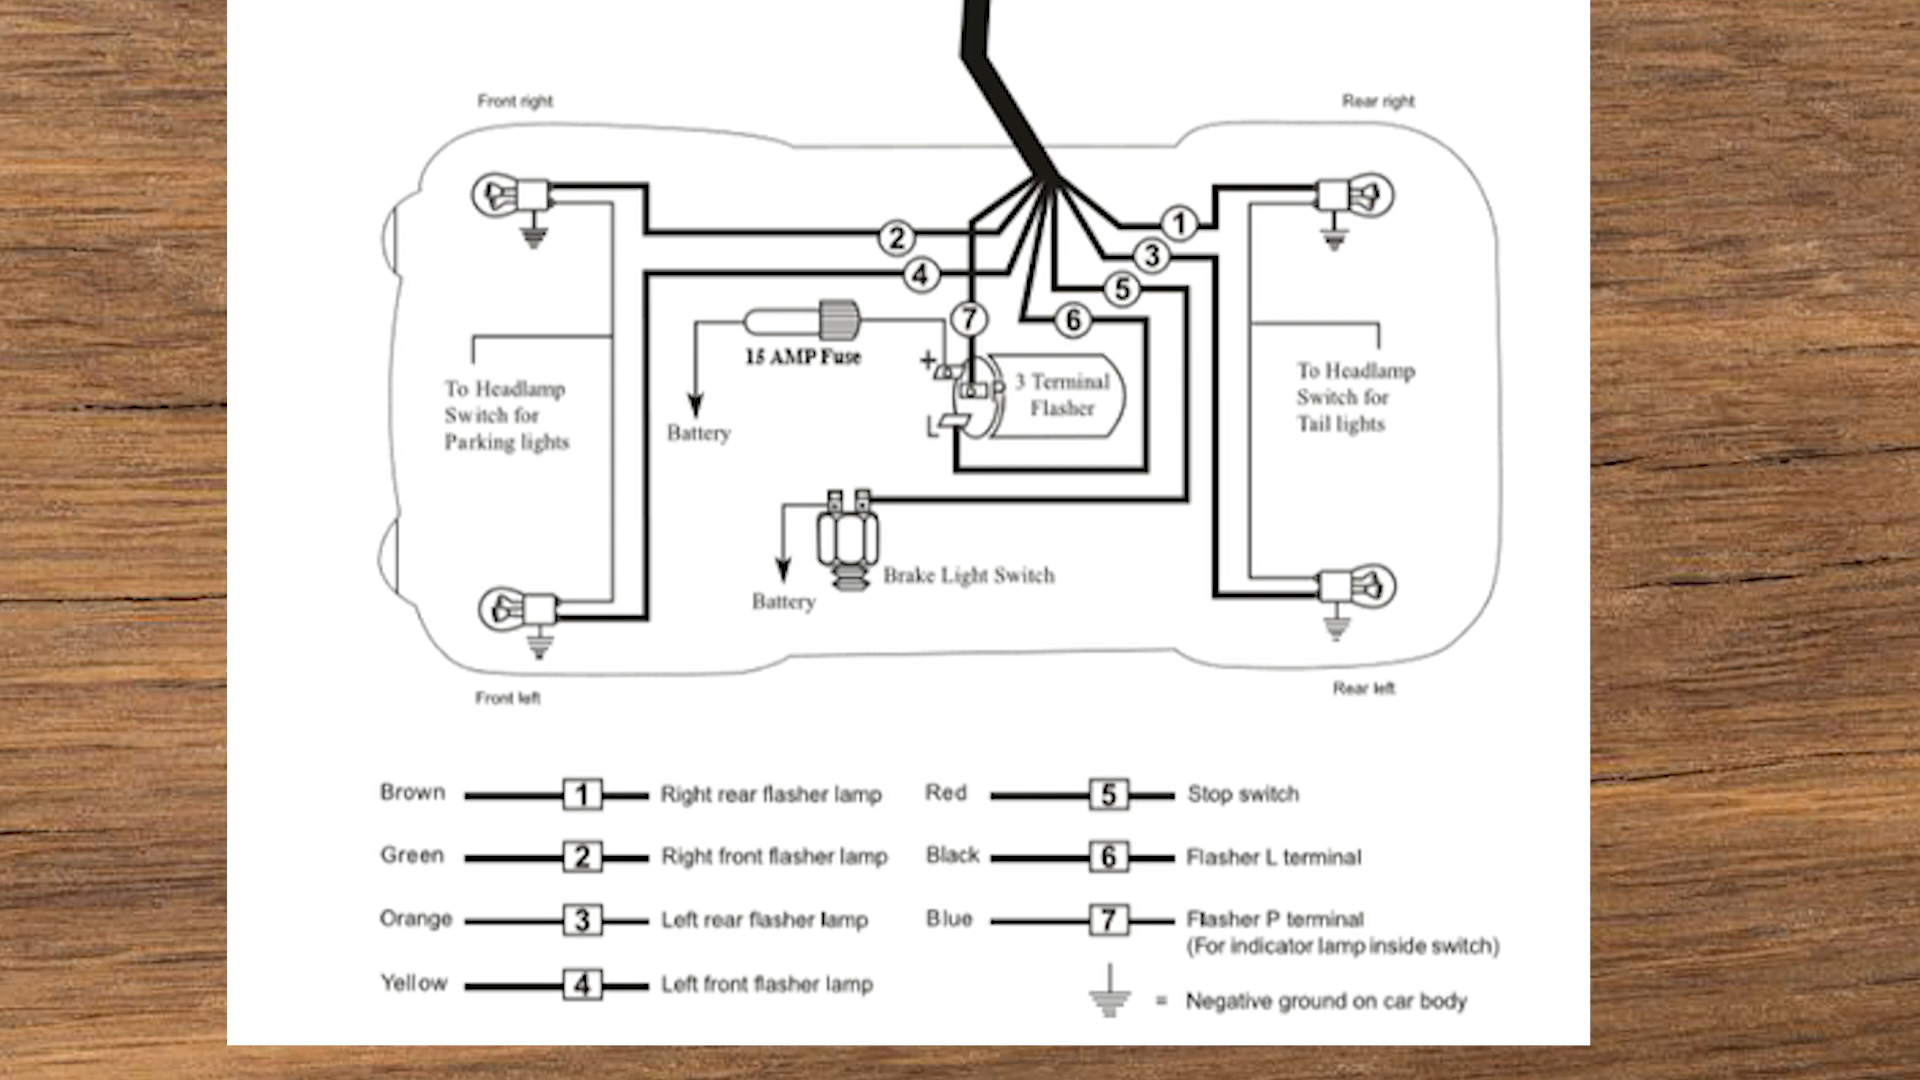 Front right
Rear right
1
2
3
4
5
7
6
15 AMP Fuse
+
P
3 Terminal
Flasher
L
To Headlamp
Switch for
Parking lights
Battery
To Headlamp
Switch for
Tail lights
Brake Light Switch
Battery
Front left
Rear left
Brown 1 Right rear flasher lamp
Green 2 Right front flasher lamp
Orange 3 Left rear flasher lamp
Yellow 4 Left front flasher lamp
Red 5 Stop switch
Black 6 Flasher L terminal
Blue 7 Flasher P terminal
(For indicator lamp inside switch)
= Negative ground on car body